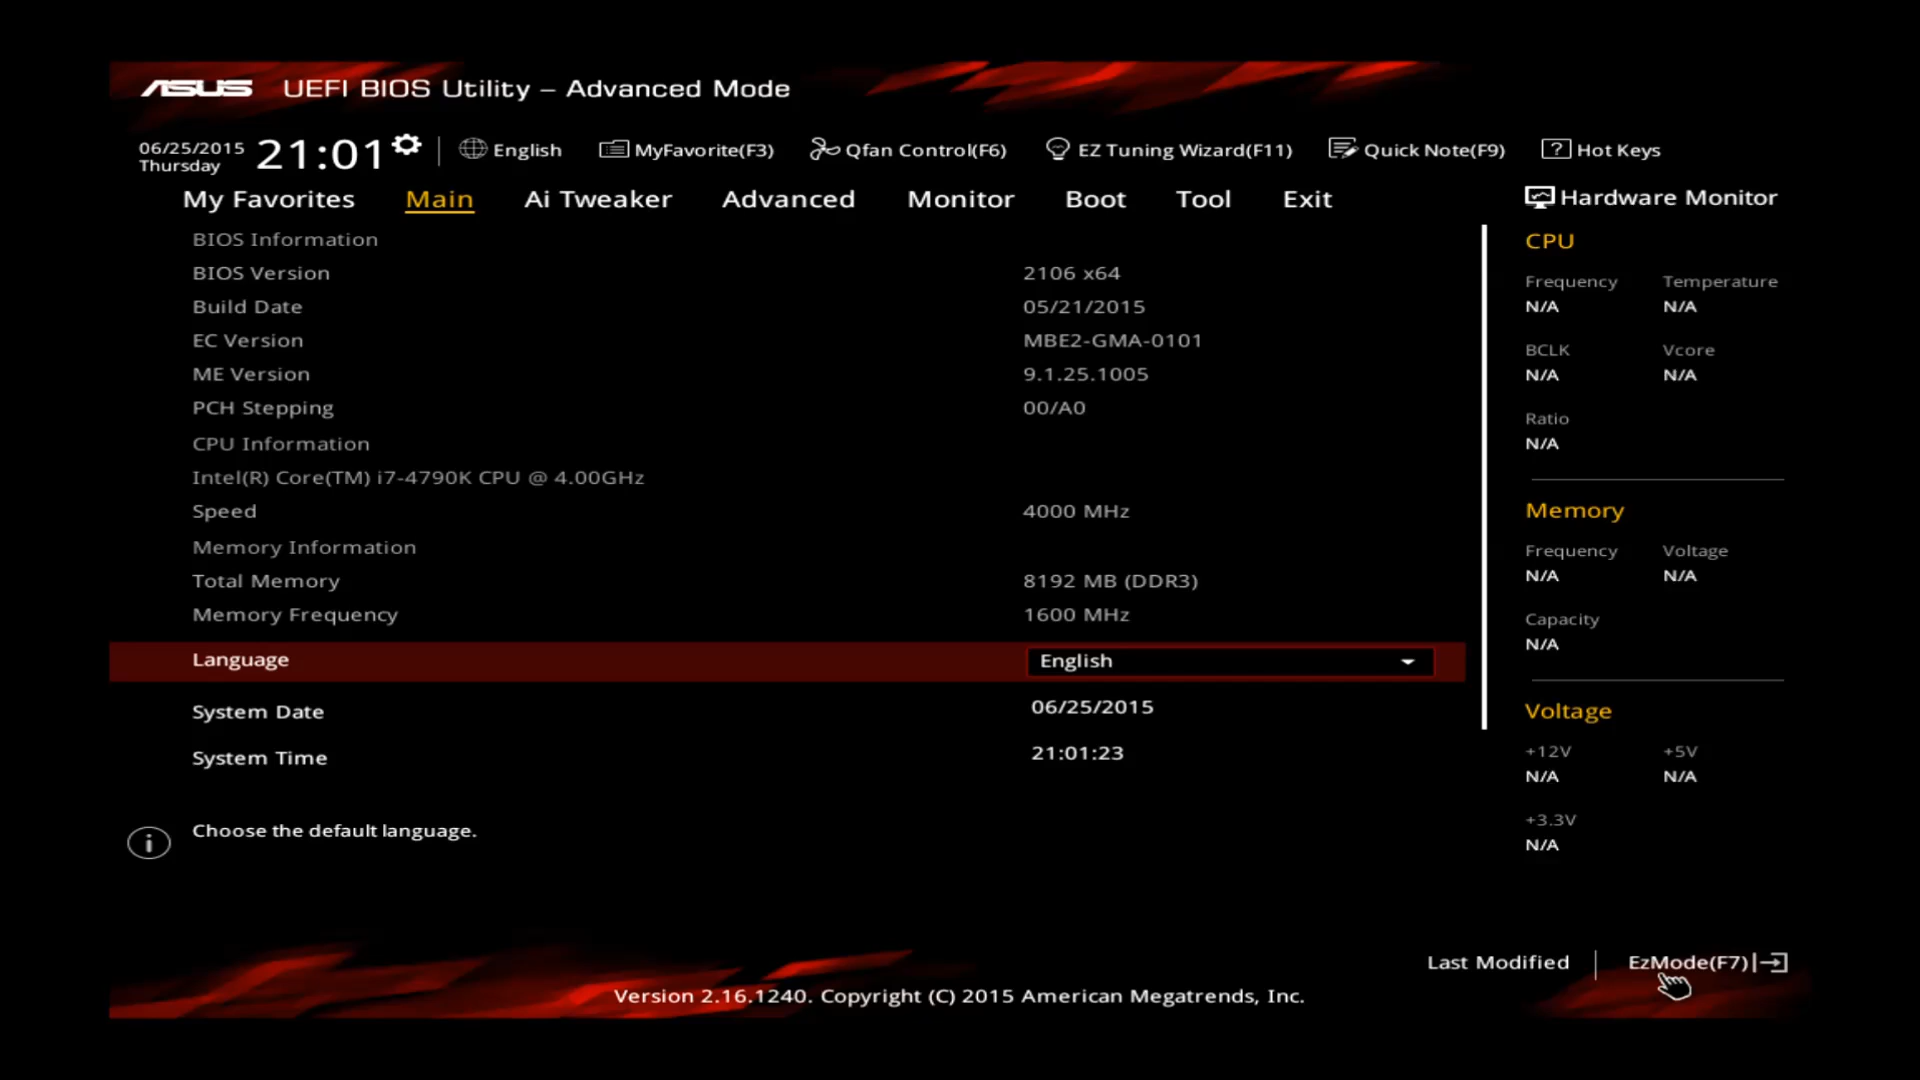 ASUS UEFI BIOS Utility – Advanced Mode
06/25/2015 Thursday 21:01 English MyFavorite(F3) Qfan Control(F6) EZ Tuning Wizard(F11) Quick Note(F9) ? Hot Keys
My Favorites Main Ai Tweaker Advanced Monitor Boot Tool Exit
BIOS Information
BIOS Version 2106 x64
Build Date 05/21/2015
EC Version MBE2-GMA-0101
ME Version 9.1.25.1005
PCH Stepping 00/A0
CPU Information
Intel(R) Core(TM) i7-4790K CPU @ 4.00GHz
Speed 4000 MHz
Memory Information
Total Memory 8192 MB (DDR3)
Memory Frequency 1600 MHz
Language English
System Date 06/25/2015
System Time 21:01:23
i Choose the default language.
Hardware Monitor
CPU
Frequency Temperature
N/A N/A
BCLK Vcore
N/A N/A
Ratio
N/A
Memory
Frequency Voltage
N/A N/A
Capacity
N/A
Voltage
+12V +5V
N/A N/A
+3.3V
N/A
Last Modified EzMode(F7)
Version 2.16.1240. Copyright (C) 2015 American Megatrends, Inc.